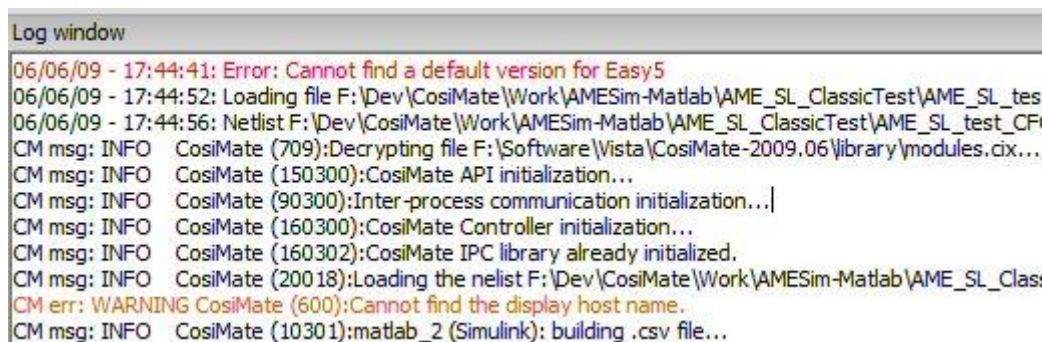 Log window
06/06/09 - 17:44:41: Error: Cannot find a default version for Easy5
06/06/09 - 17:44:52: Loading file F:\Dev\CosiMate\Work\AMESim-Matlab\AME_SL_ClassicTest\AME_SL_tes
06/06/09 - 17:44:56: Netlist F:\Dev\CosiMate\Work\AMESim-Matlab\AME_SL_ClassicTest\AME_SL_test_CFG
CM msg: INFO CosiMate (709):Decrypting file F:\Software\Vista\CosiMate-2009.06\library\modules.cix...
CM msg: INFO CosiMate (150300):CosiMate API initialization...
CM msg: INFO CosiMate (90300):Inter-process communication initialization...
CM msg: INFO CosiMate (160300):CosiMate Controller initialization...
CM msg: INFO CosiMate (160302):CosiMate IPC library already initialized.
CM msg: INFO CosiMate (20018):Loading the nelist F:\Dev\CosiMate\Work\AMESim-Matlab\AME_SL_Clas
CM err: WARNING CosiMate (600):Cannot find the display host name.
CM msg: INFO CosiMate (10301):matlab_2 (Simulink): building .csv file...